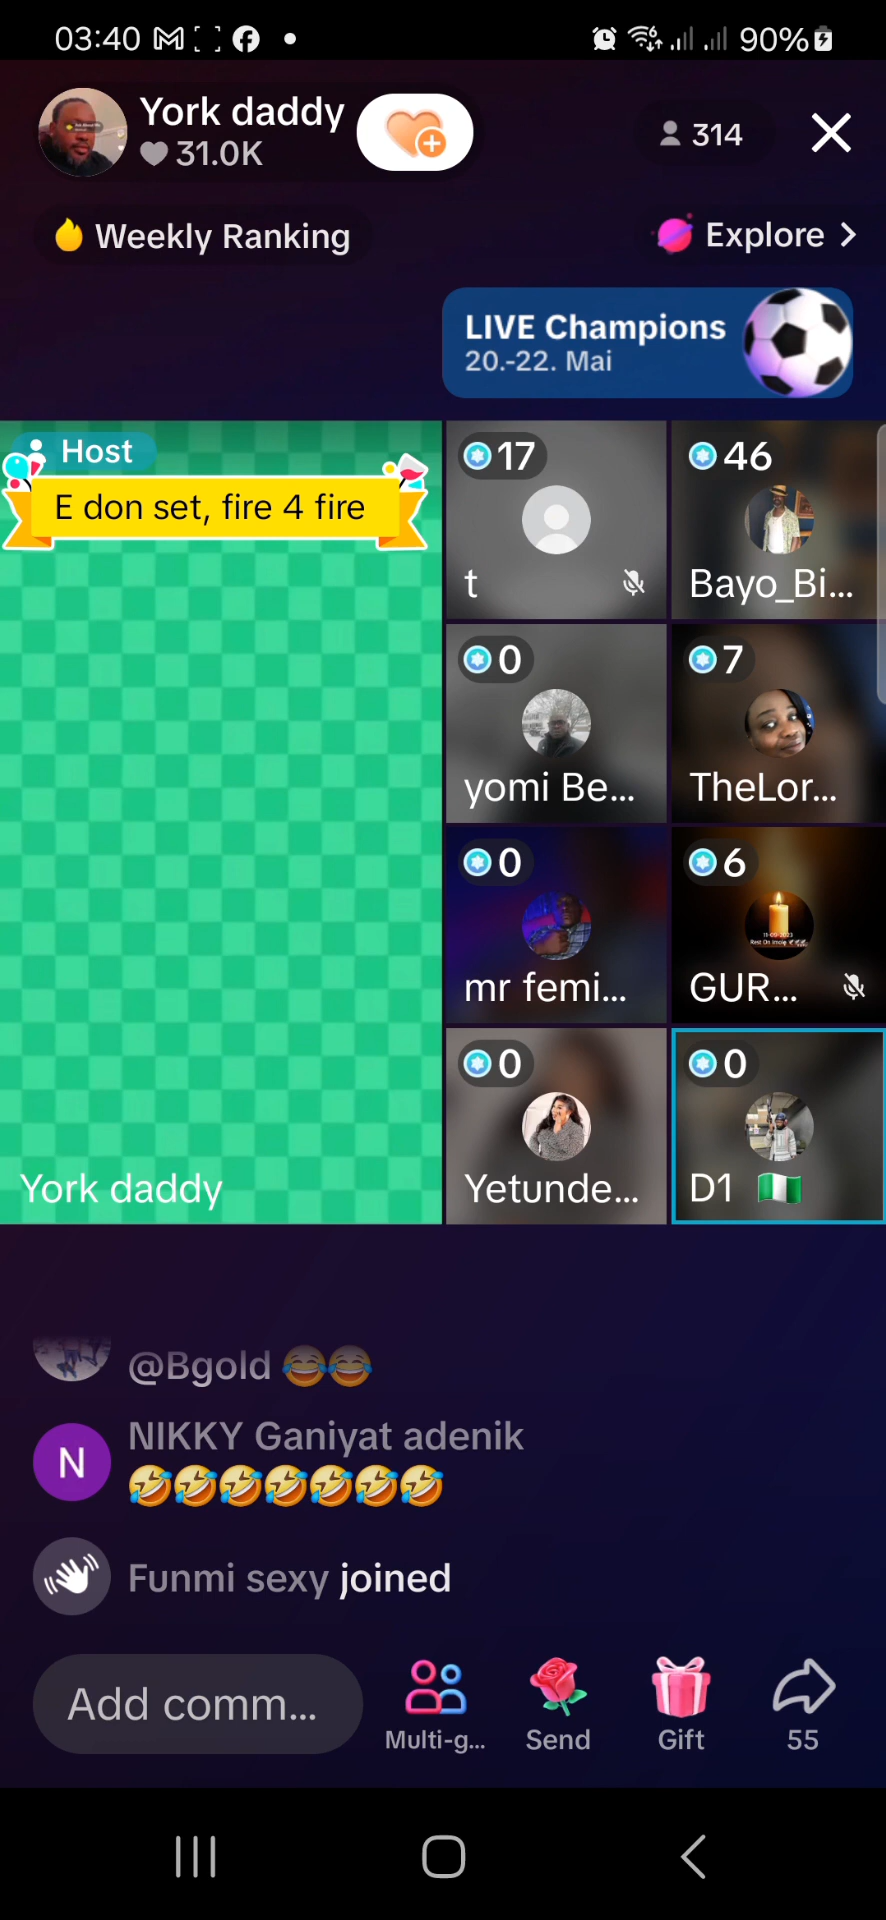 03:40
90%
York daddy
31.0K
314
Weekly Ranking
Explore
LIVE Champions
20.-22. Mai
Host
E don set, fire 4 fire
York daddy
17
t
46
Bayo_Bi...
0
yomi Be...
7
TheLor...
0
mr femi...
6
GUR...
0
Yetunde...
0
D1 🇳🇬
@Bgold 😂😂
N
NIKKY Ganiyat adenik
🤣🤣🤣🤣🤣🤣🤣
Funmi sexy joined
Add comm...
Multi-g...
Send
Gift
55